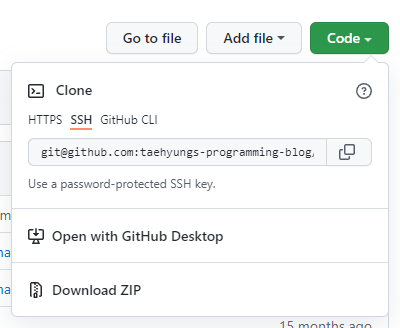 Go to file Add file Code
Clone
HTTPS SSH GitHub CLI
git@github.com:taehyungs-programming-blog/
Use a password-protected SSH key.
Open with GitHub Desktop
Download ZIP
15 months ago